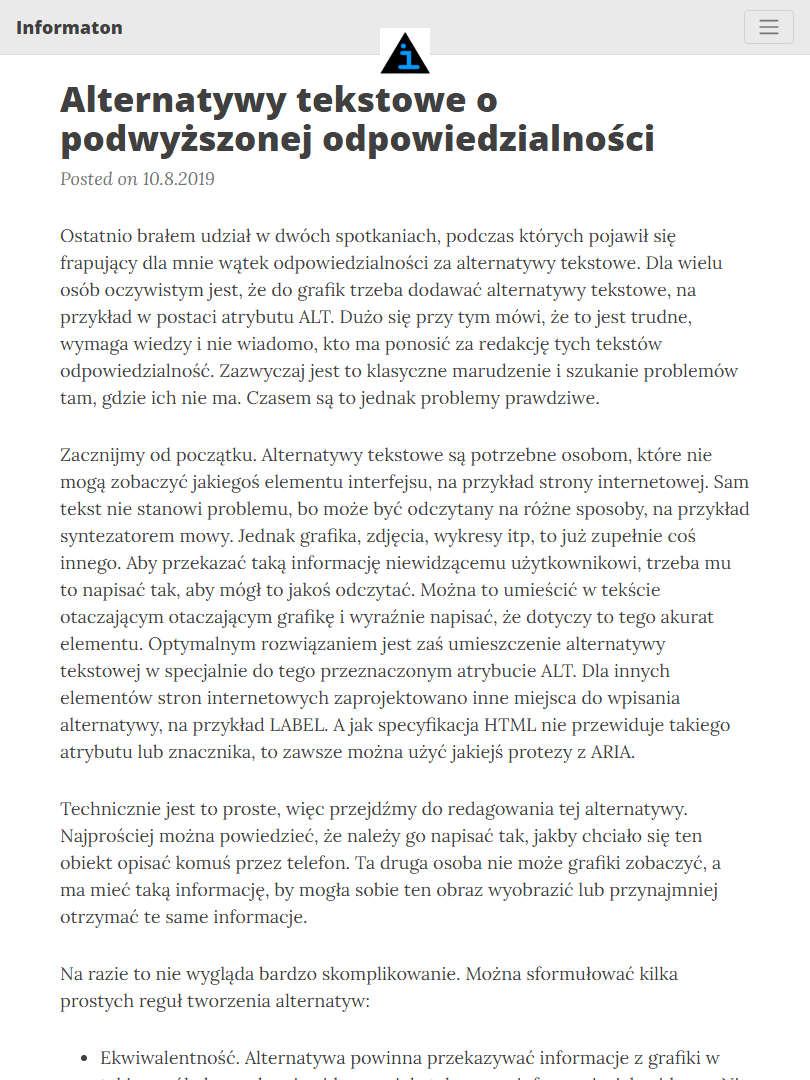 Informaton
i
Alternatywy tekstowe o
podwyższonej odpowiedzialności
Posted on 10.8.2019
Ostatnio brałem udział w dwóch spotkaniach, podczas których pojawił się
frapujący dla mnie wątek odpowiedzialności za alternatywy tekstowe. Dla wielu
osób oczywistym jest, że do grafik trzeba dodawać alternatywy tekstowe, na
przykład w postaci atrybutu ALT. Dużo się przy tym mówi, że to jest trudne,
wymaga wiedzy i nie wiadomo, kto ma ponosić za redakcję tych tekstów
odpowiedzialność. Zazwyczaj jest to klasyczne marudzenie i szukanie problemów
tam, gdzie ich nie ma. Czasem są to jednak problemy prawdziwe.
Zacznijmy od początku. Alternatywy tekstowe są potrzebne osobom, które nie
mogą zobaczyć jakiegoś elementu interfejsu, na przykład strony internetowej. Sam
tekst nie stanowi problemu, bo może być odczytany na różne sposoby, na przykład
syntezatorem mowy. Jednak grafika, zdjęcia, wykresy itp, to już zupełnie coś
innego. Aby przekazać taką informację niewidzącemu użytkownikowi, trzeba mu
to napisać tak, aby mógł to jakoś odczytać. Można to umieścić w tekście
otaczającym otaczającym grafikę i wyraźnie napisać, że dotyczy to tego akurat
elementu. Optymalnym rozwiązaniem jest zaś umieszczenie alternatywy
tekstowej w specjalnie do tego przeznaczonym atrybucie ALT. Dla innych
elementów stron internetowych zaprojektowano inne miejsca do wpisania
alternatywy, na przykład LABEL. A jak specyfikacja HTML nie przewiduje takiego
atrybutu lub znacznika, to zawsze można użyć jakiejś protezy z ARIA.
Technicznie jest to proste, więc przejdźmy do redagowania tej alternatywy.
Najprościej można powiedzieć, że należy go napisać tak, jakby chciało się ten
obiekt opisać komuś przez telefon. Ta druga osoba nie może grafiki zobaczyć, a
ma mieć taką informację, by mogła sobie ten obraz wyobrazić lub przynajmniej
otrzymać te same informacje.
Na razie to nie wygląda bardzo skomplikowanie. Można sformułować kilka
prostych reguł tworzenia alternatyw:
• Ekwiwalentność. Alternatywa powinna przekazywać informacje z grafiki w